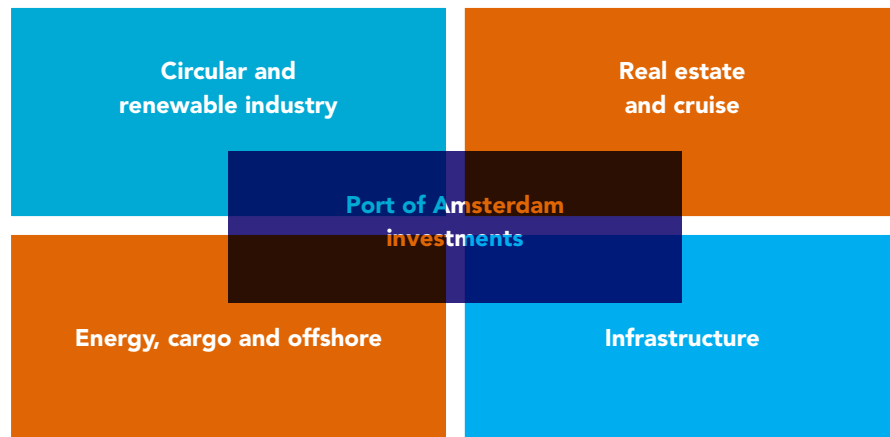 Circular and
renewable industry
Real estate
and cruise
Port of Amsterdam
investments
Energy, cargo and offshore
Infrastructure